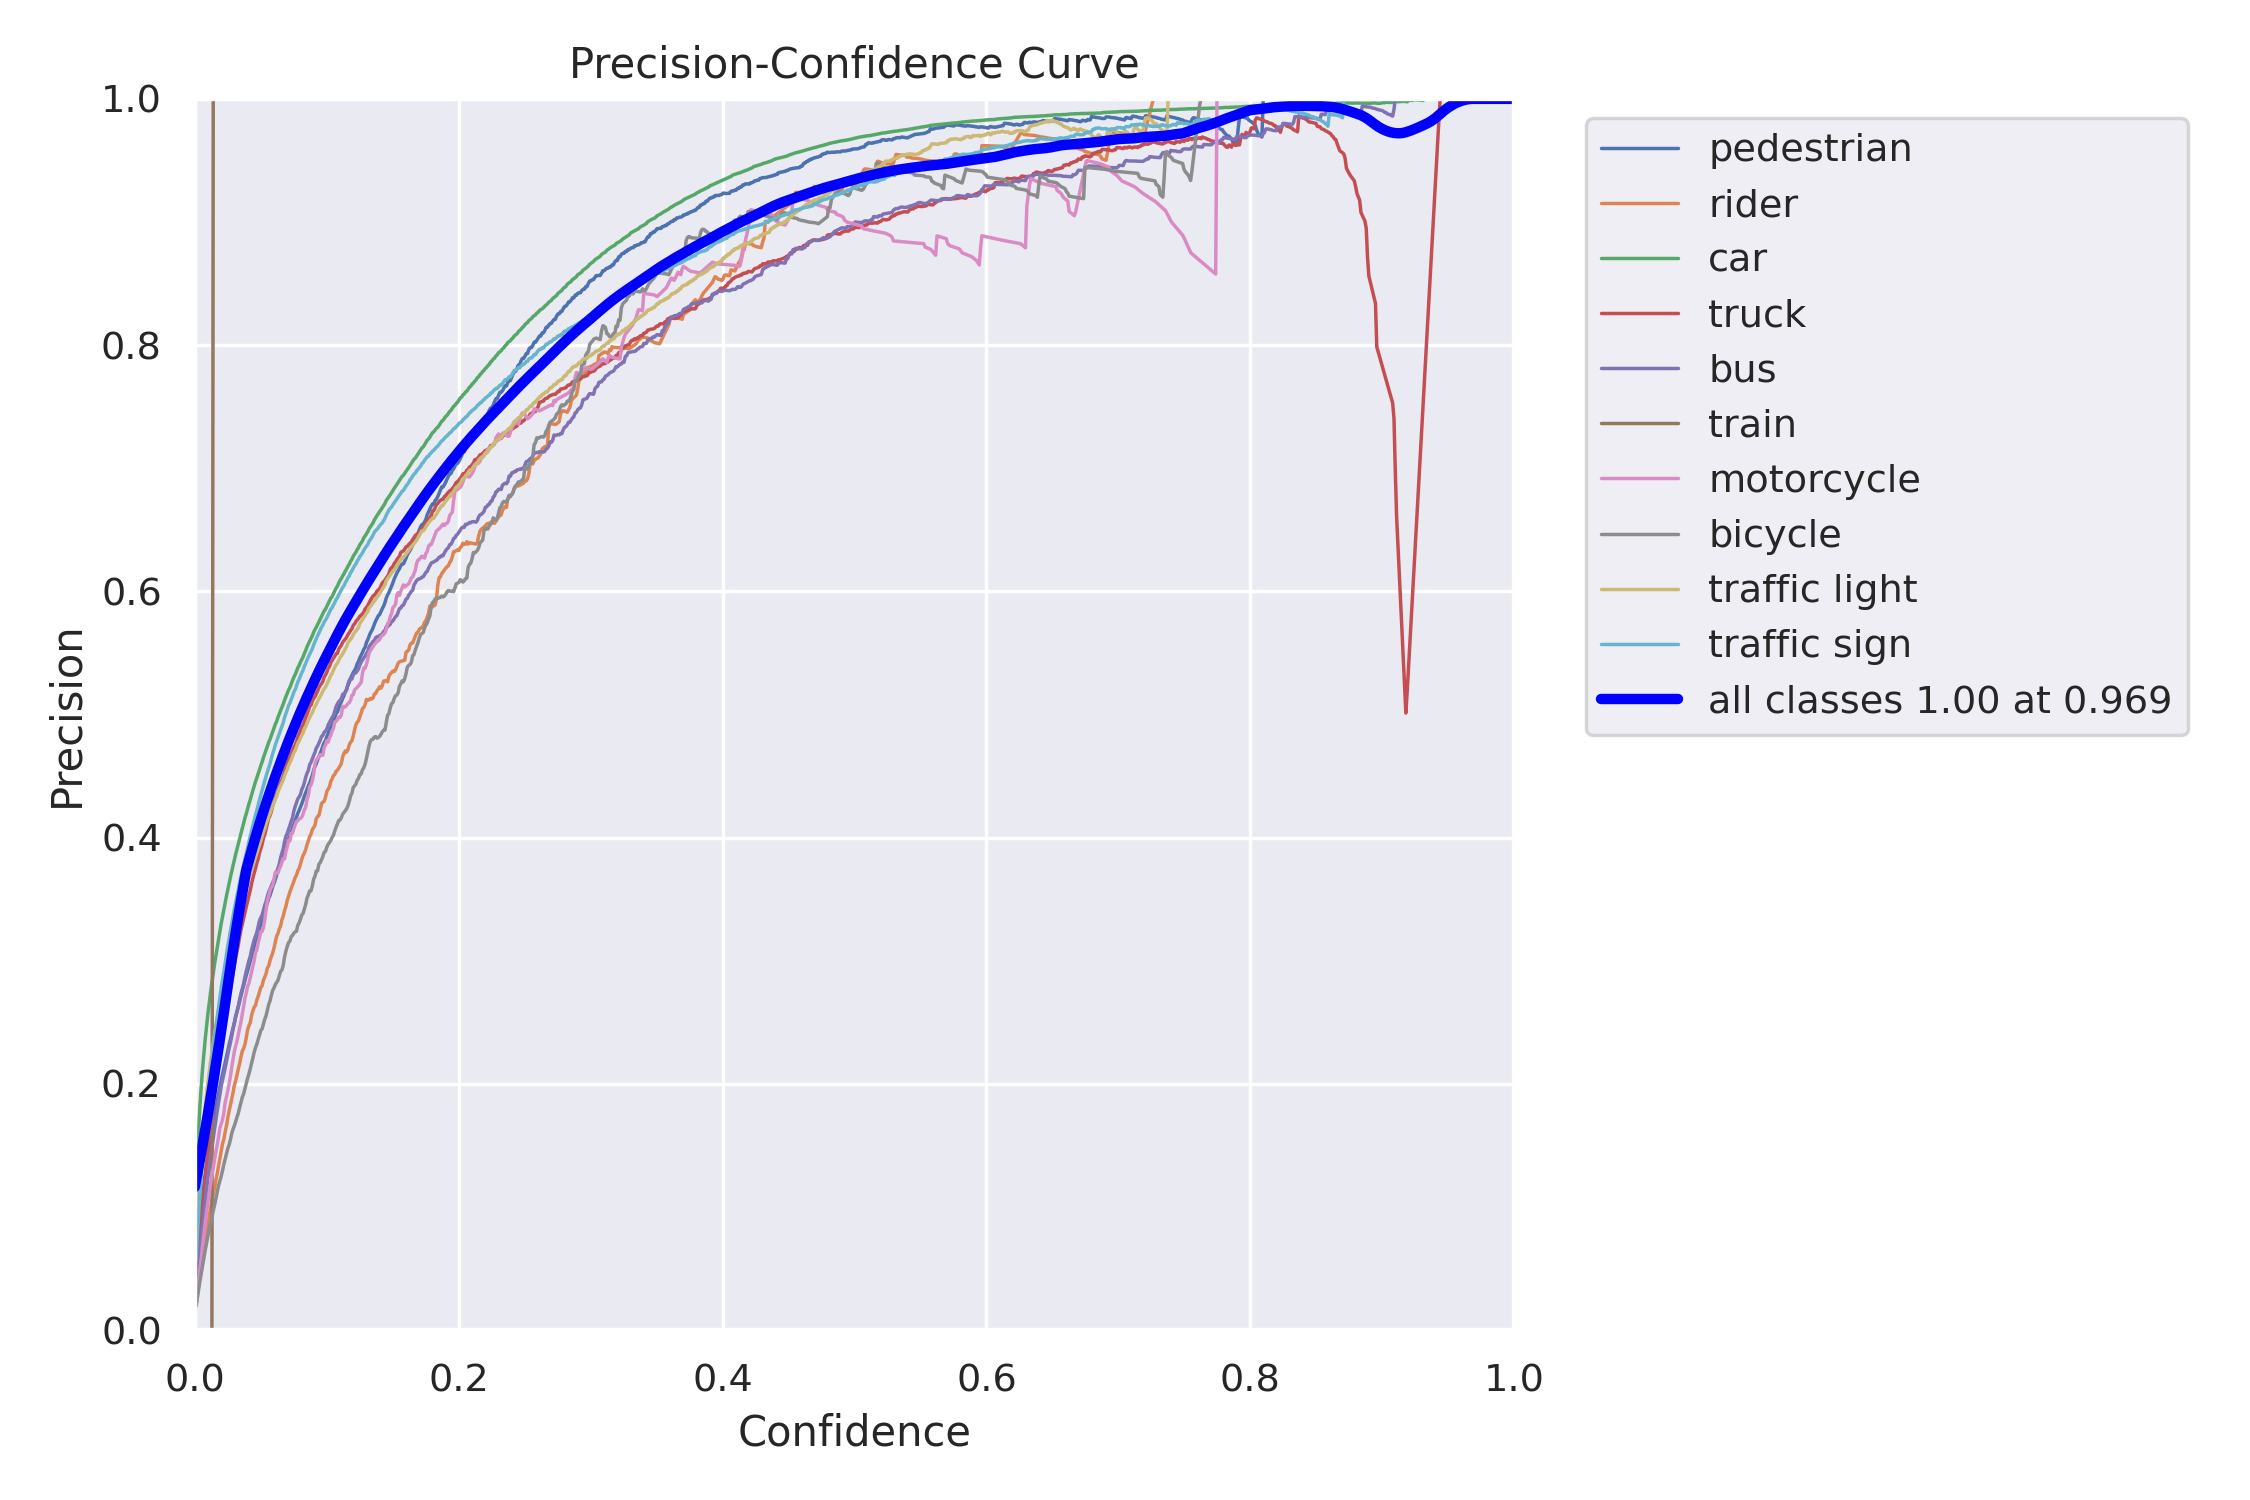 Precision-Confidence Curve
1.0
0.8
0.6
0.4
0.2
0.0
Precision
0.0 0.2 0.4 0.6 0.8 1.0
Confidence
pedestrian
rider
car
truck
bus
train
motorcycle
bicycle
traffic light
traffic sign
all classes 1.00 at 0.969